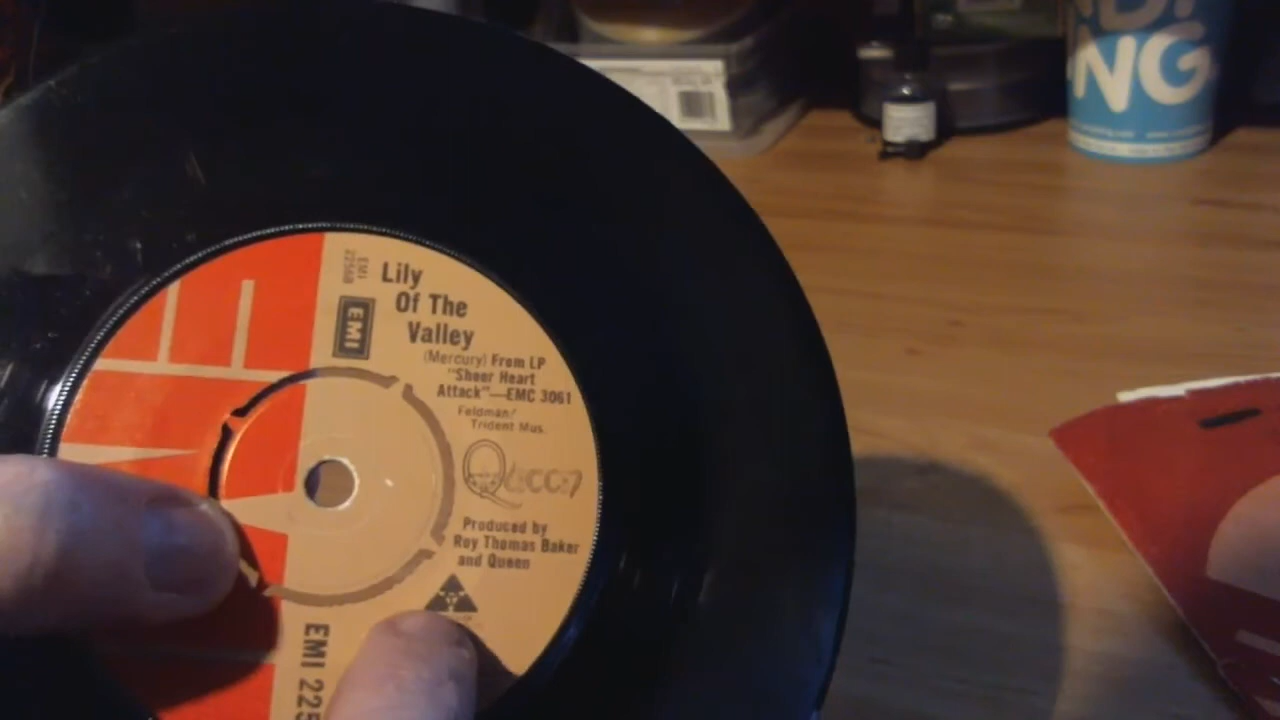 Lily
Of The
Valley
(Mercury) From LP
"Sheer Heart
Attack"—EMC 3061
Feldman/
Trident Mus.
Queen
Produced by
Roy Thomas Baker
and Queen
EMI
EMI
EMI 225
NG